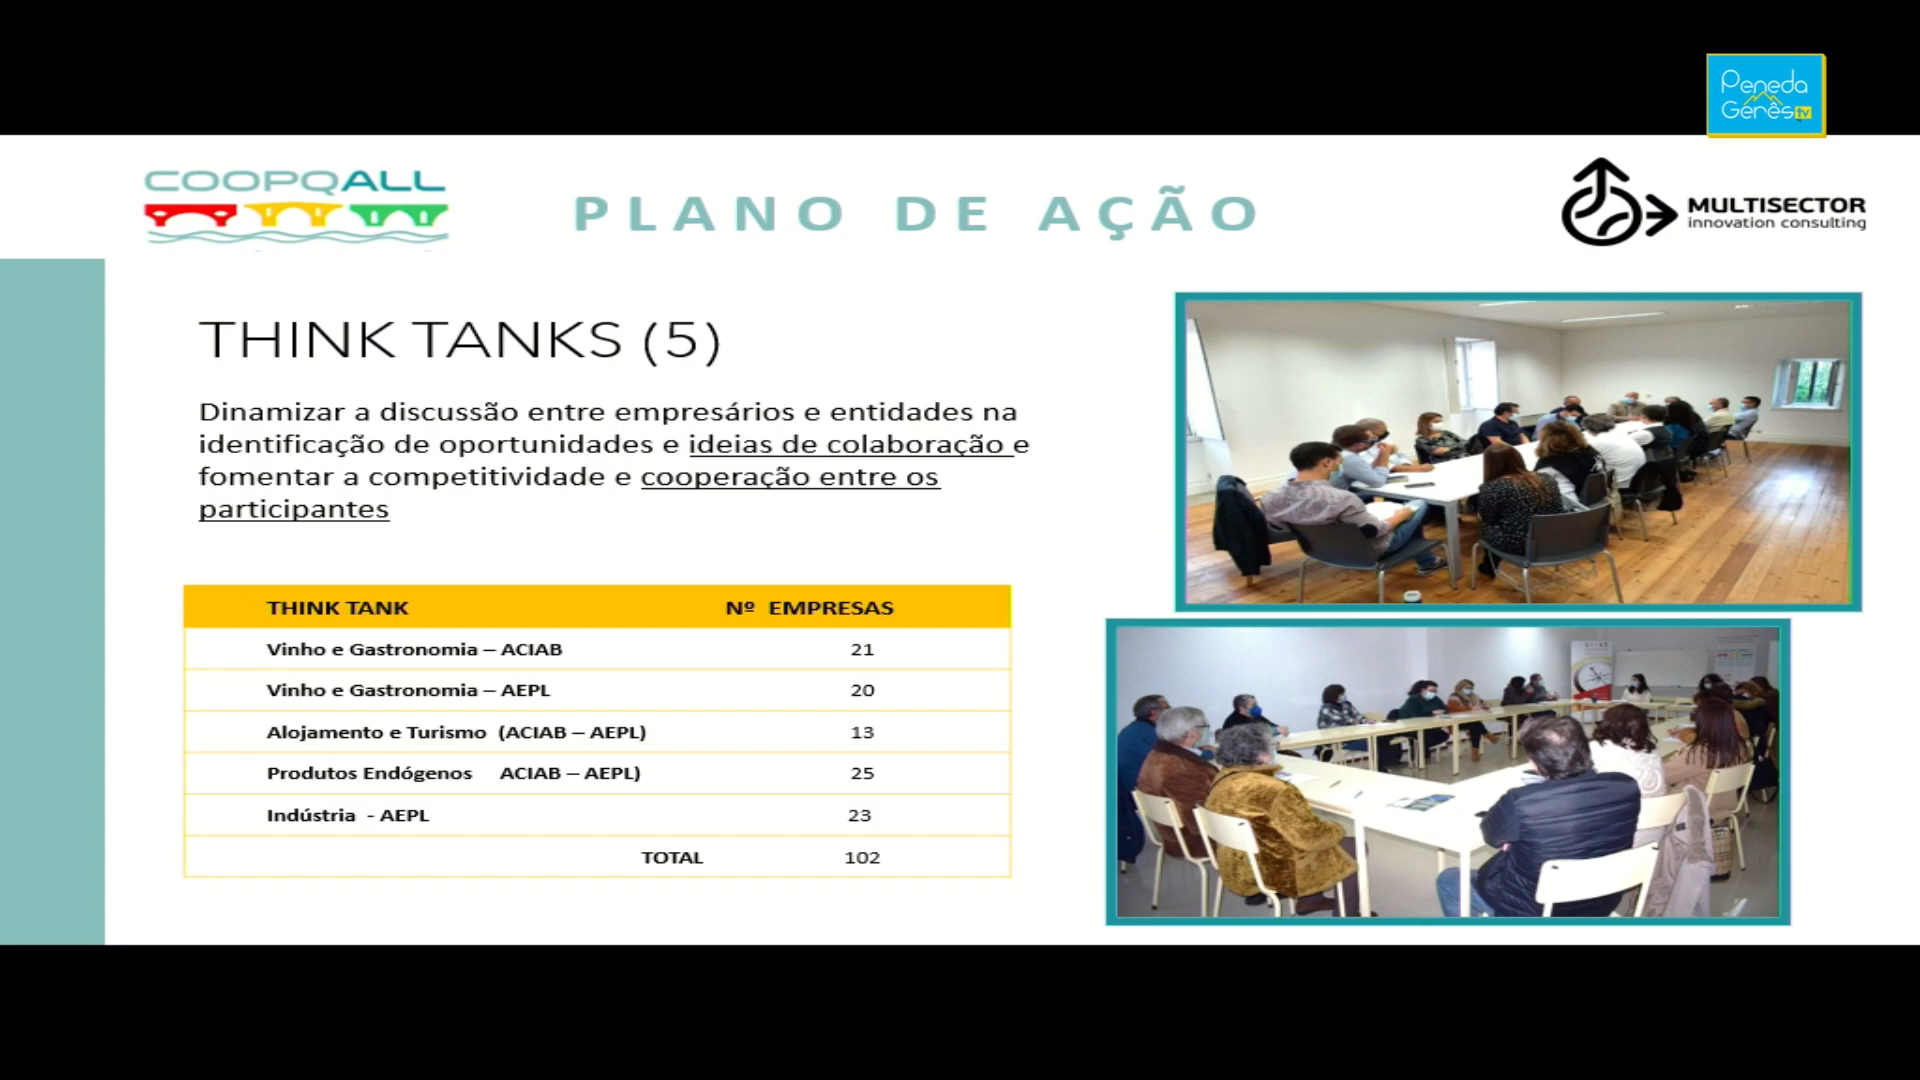 Peneda
Gerês tv
COOPQALL
PLANO DE AÇÃO
MULTISECTOR
innovation consulting
THINK TANKS (5)
Dinamizar a discussão entre empresários e entidades na
identificação de oportunidades e ideias de colaboração e
fomentar a competitividade e cooperação entre os
participantes
THINK TANK Nº EMPRESAS
Vinho e Gastronomia – ACIAB 21
Vinho e Gastronomia – AEPL 20
Alojamento e Turismo (ACIAB – AEPL) 13
Produtos Endógenos ACIAB – AEPL) 25
Indústria - AEPL 23
TOTAL 102
ACIAB